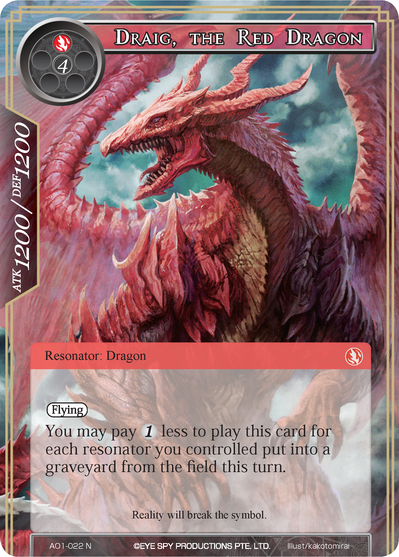 Draig, the Red Dragon
4
ATK 1200/ DEF 1200
Resonator: Dragon
Flying
You may pay 1 less to play this card for
each resonator you controlled put into a
graveyard from the field this turn.
Reality will break the symbol.
AO1-022 N ©EYE SPY PRODUCTIONS PTE. LTD. Illust/kakotomirai